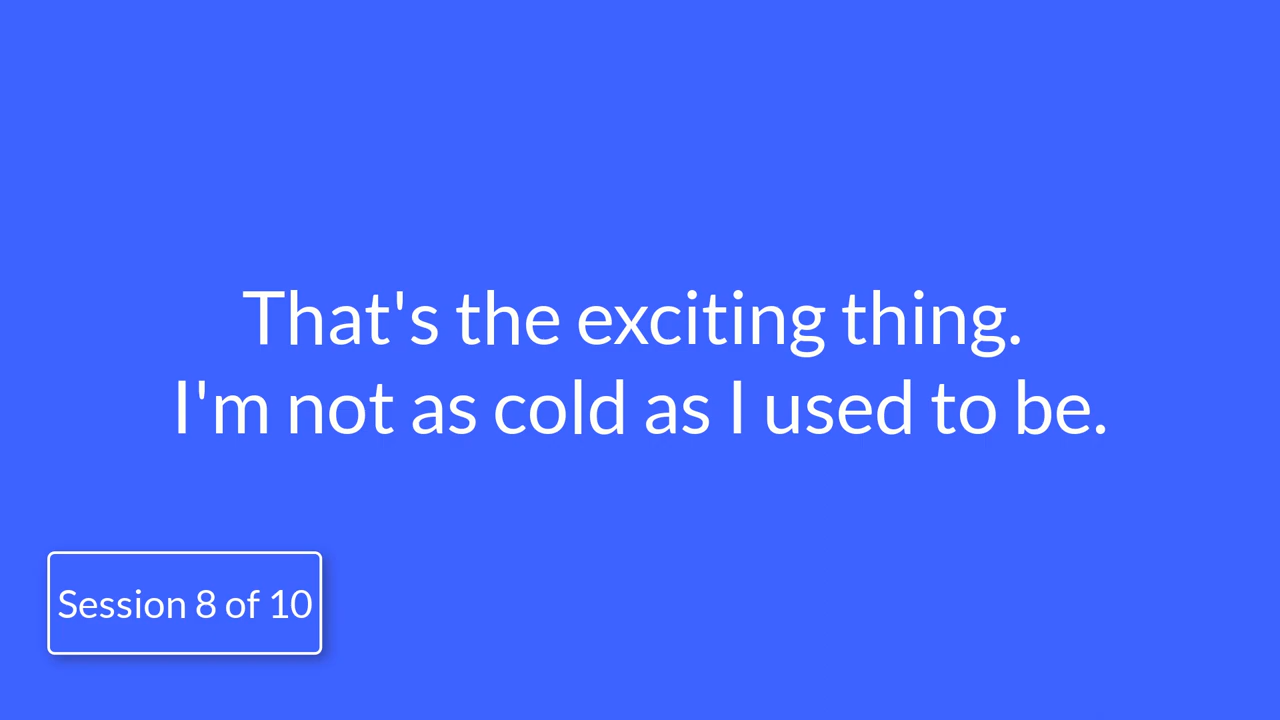 That's the exciting thing.
I'm not as cold as I used to be.
Session 8 of 10